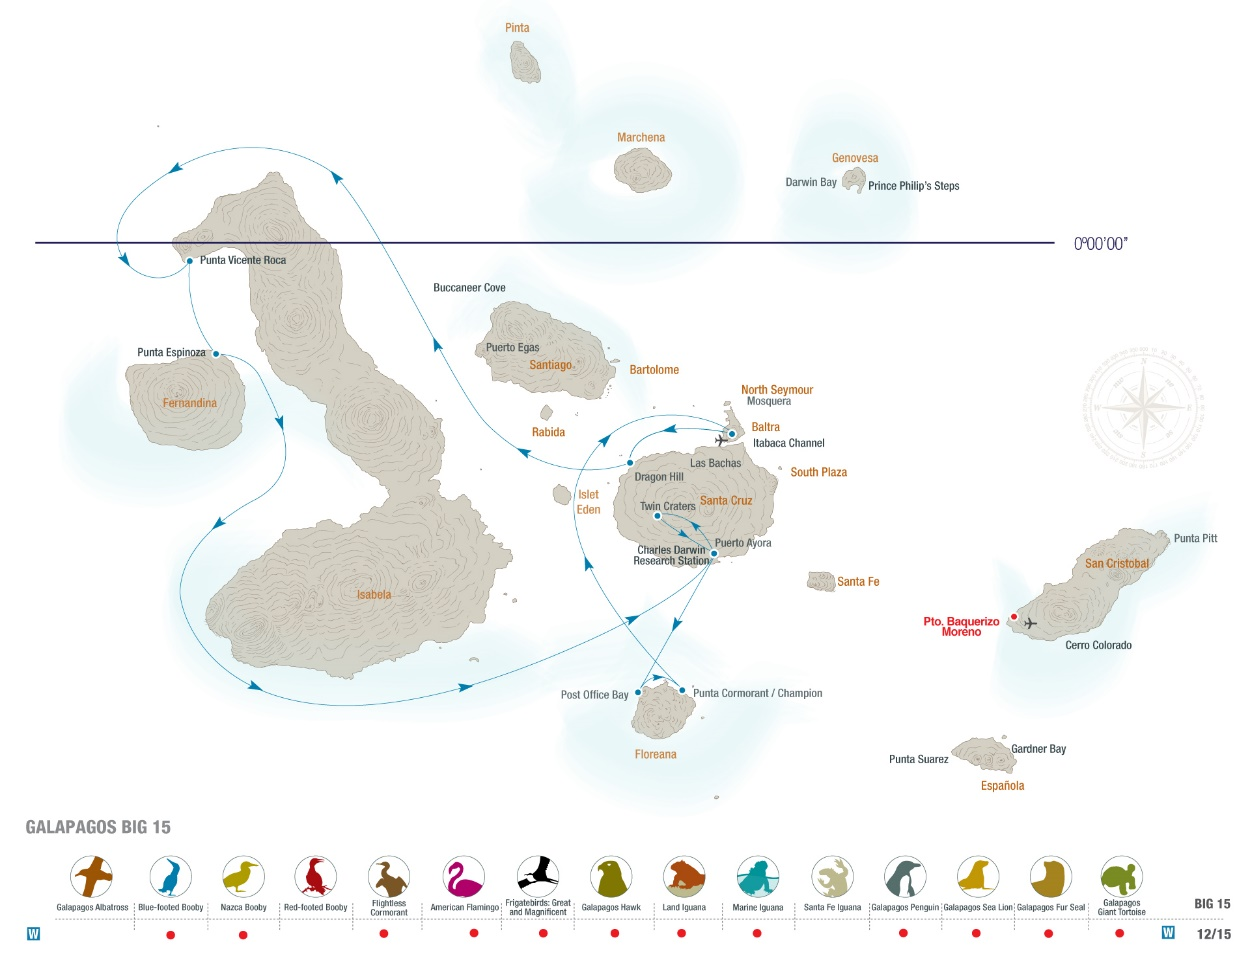 Pinta
Marchena
Genovesa
Darwin Bay
Prince Philip's Steps
0º00'00"
Punta Vicente Roca
Buccaneer Cove
Puerto Egas
Santiago
Bartolome
Punta Espinoza
Fernandina
Rabida
North Seymour
Mosquera
Baltra
Itabaca Channel
Las Bachas
South Plaza
Dragon Hill
Islet
Eden
Santa Cruz
Twin Craters
Puerto Ayora
Charles Darwin
Research Station
Santa Fe
Isabela
N
E
S
W
Punta Pitt
San Cristobal
Pto. Baquerizo
Moreno
Cerro Colorado
Post Office Bay
Punta Cormorant / Champion
Floreana
Punta Suarez
Gardner Bay
Española
GALAPAGOS BIG 15
Galapagos Albatross
Blue-footed Booby
Nazca Booby
Red-footed Booby
Flightless
Cormorant
American Flamingo
Frigatebirds: Great
and Magnificent
Galapagos Hawk
Land Iguana
Marine Iguana
Santa Fe Iguana
Galapagos Penguin
Galapagos Sea Lion
Galapagos Fur Seal
Galapagos
Giant Tortoise
BIG 15
W
W
12/15